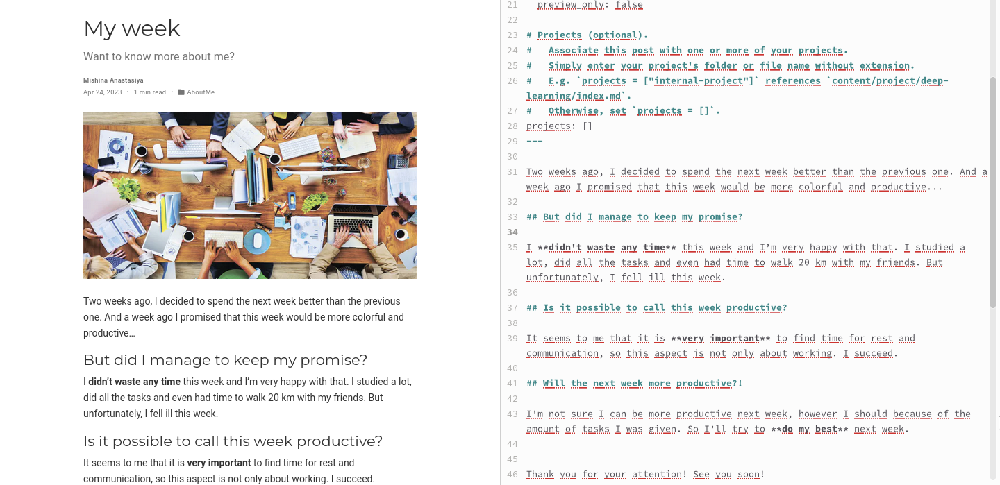 My week
Want to know more about me?
Mishina Anastasiya
Apr 24, 2023 · 1 min read · AboutMe
Two weeks ago, I decided to spend the next week better than the previous
one. And a week ago I promised that this week would be more colorful and
productive…
But did I manage to keep my promise?
I didn’t waste any time this week and I’m very happy with that. I studied a lot,
did all the tasks and even had time to walk 20 km with my friends. But
unfortunately, I fell ill this week.
Is it possible to call this week productive?
It seems to me that it is very important to find time for rest and
communication, so this aspect is not only about working. I succeed.
21 preview_only: false
22
23 # Projects (optional).
24 #   Associate this post with one or more of your projects.
25 #   Simply enter your project's folder or file name without extension.
26 #   E.g. `projects = ["internal-project"]` references `content/project/deep-
learning/index.md`.
27 #   Otherwise, set `projects = []`.
28 projects: []
29 ---
30
31 Two weeks ago, I decided to spend the next week better than the previous one. And a
week ago I promised that this week would be more colorful and productive...
32
33 ## But did I manage to keep my promise?
34
35 I **didn't waste any time** this week and I’m very happy with that. I studied a
lot, did all the tasks and even had time to walk 20 km with my friends. But
unfortunately, I fell ill this week.
36
37 ## Is it possible to call this week productive?
38
39 It seems to me that it is **very important** to find time for rest and
communication, so this aspect is not only about working. I succeed.
40
41 ## Will the next week more productive?!
42
43 I'm not sure I can be more productive next week, however I should because of the
amount of tasks I was given. So I’ll try to **do my best** next week.
44
45
46 Thank you for your attention! See you soon!